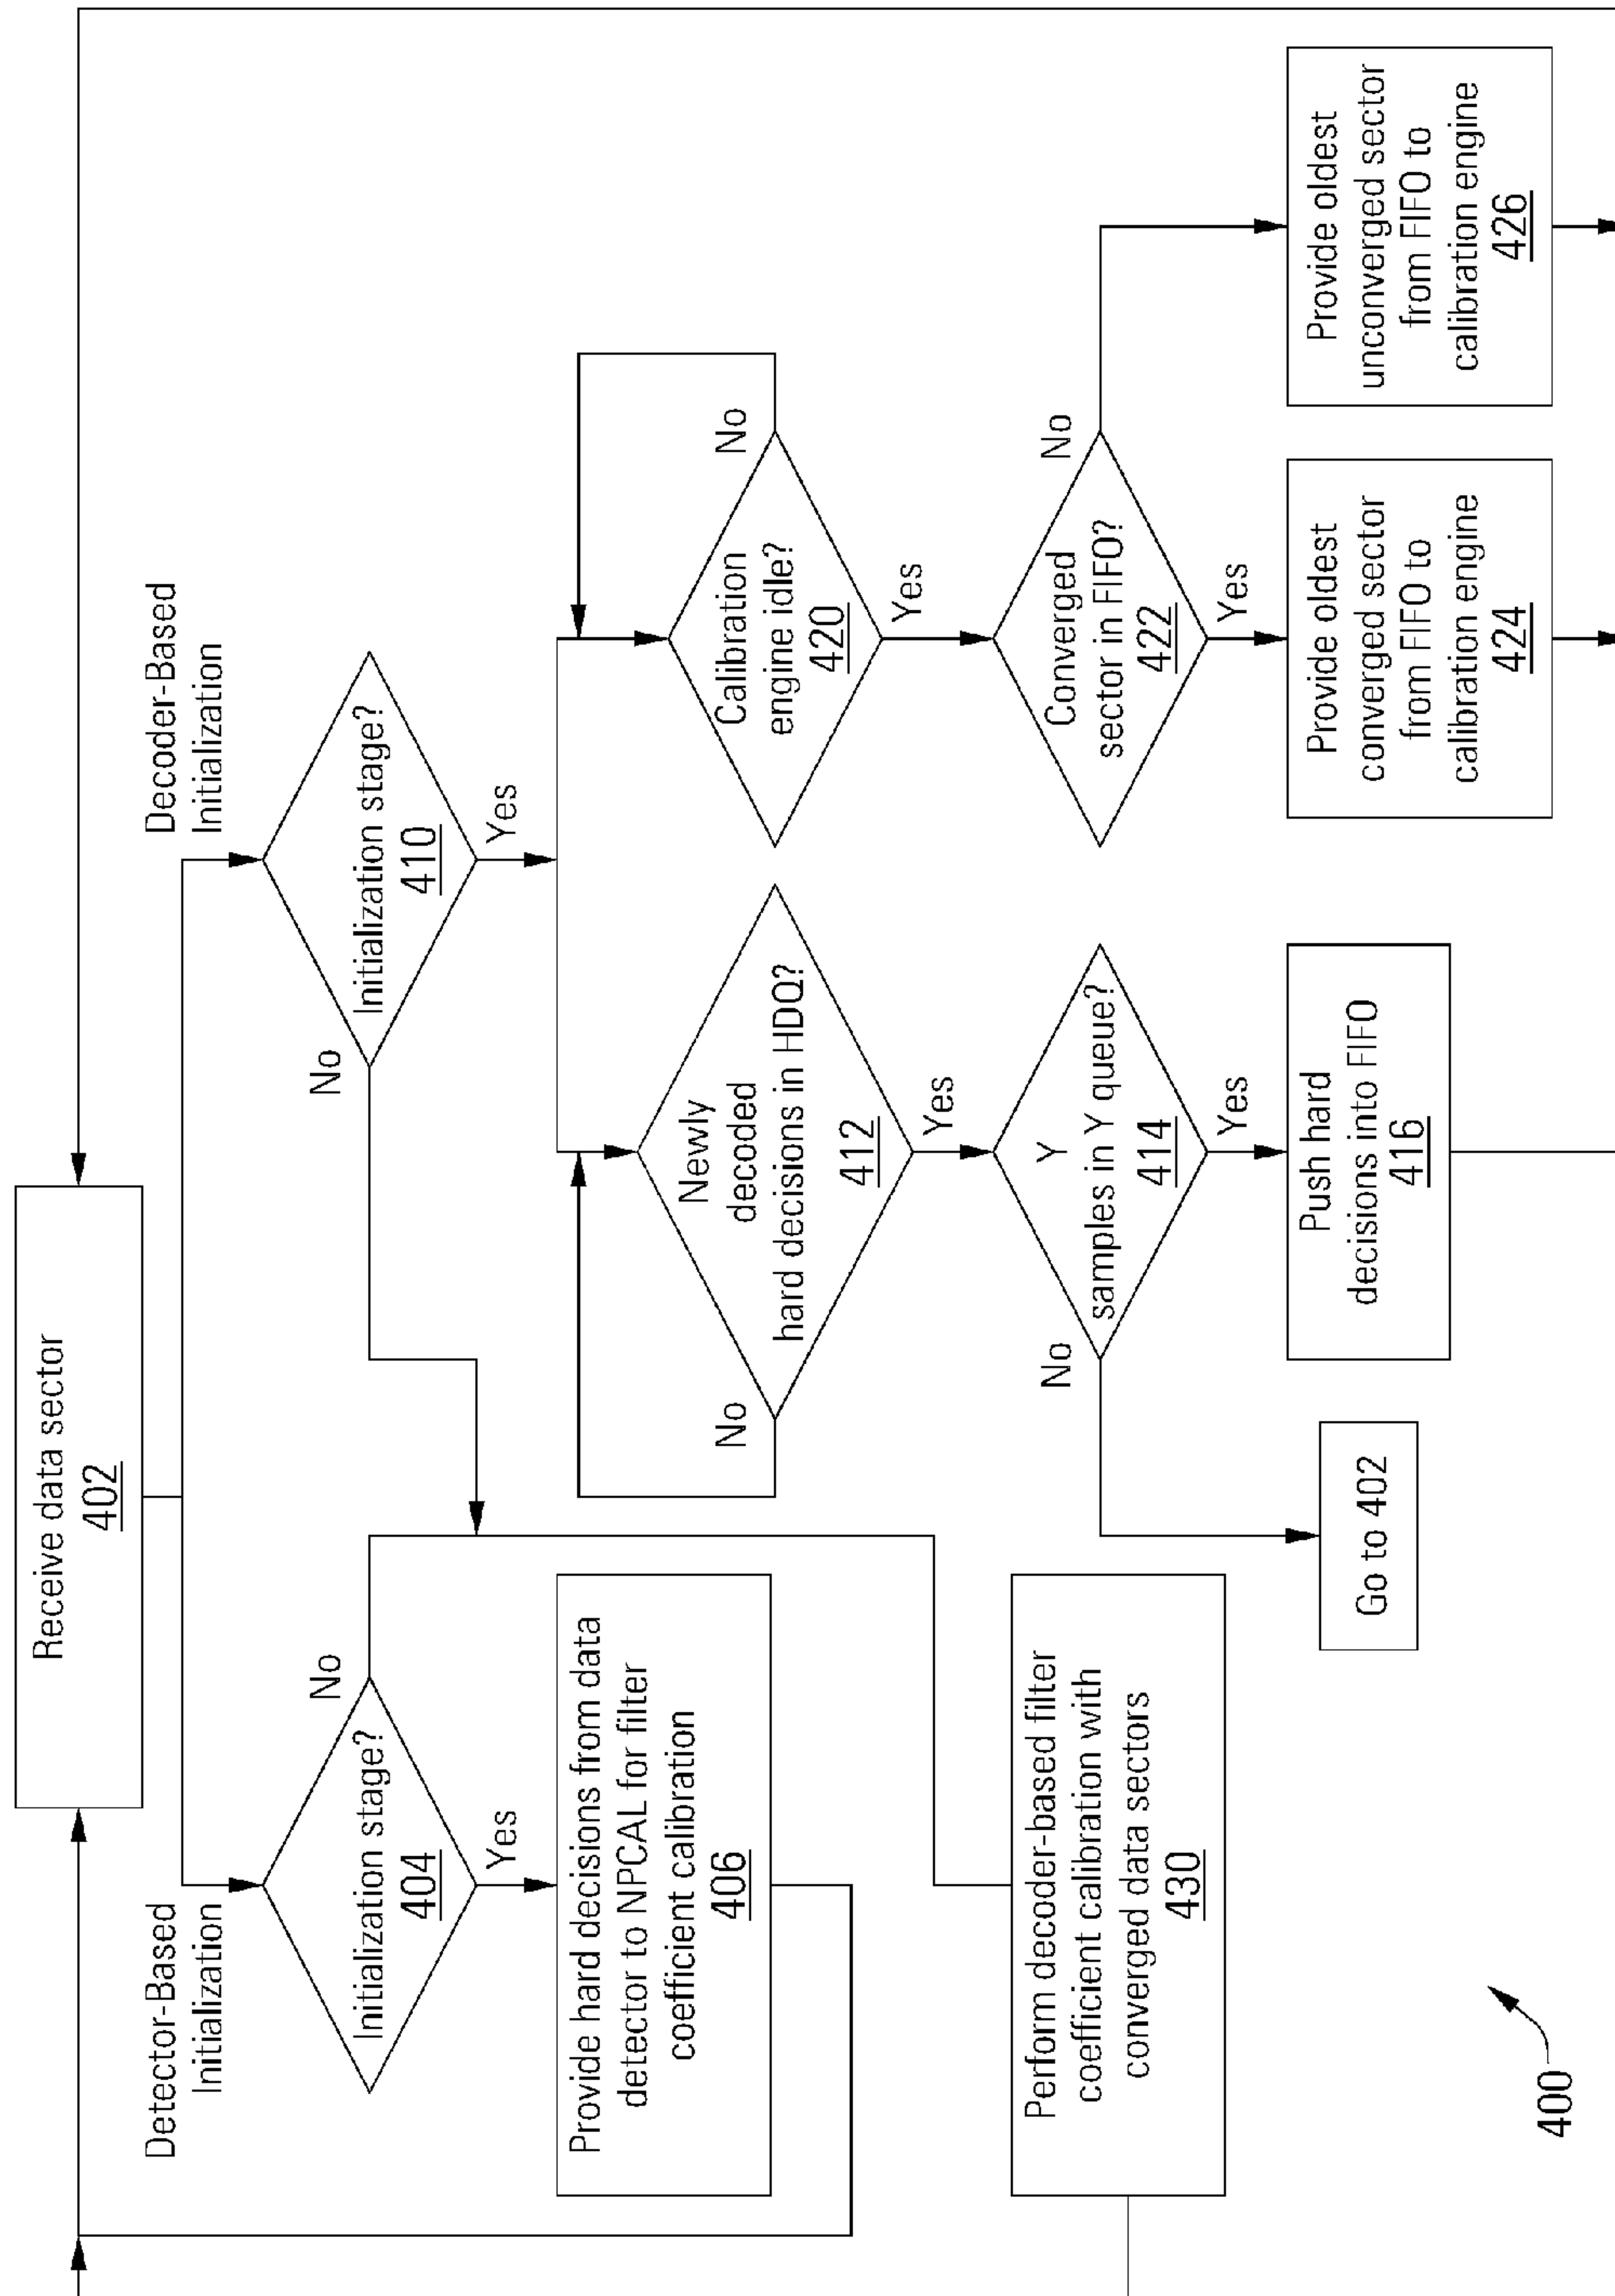 Receive data sector
402
Detector-Based
Initialization
Decoder-Based
Initialization
Initialization stage?
404
No
Yes
Initialization stage?
410
No
Yes
Provide hard decisions from data
detector to NPCAL for filter
coefficient calibration
406
Newly
decoded
hard decisions in HDQ?
412
No
Yes
Calibration
engine idle?
420
No
Yes
Perform decoder-based filter
coefficient calibration with
converged data sectors
430
Y
samples in Y queue?
414
No
Yes
Converged
sector in FIFO?
422
No
Yes
Go to 402
Push hard
decisions into FIFO
416
Provide oldest
converged sector
from FIFO to
calibration engine
424
Provide oldest
unconverged sector
from FIFO to
calibration engine
426
400